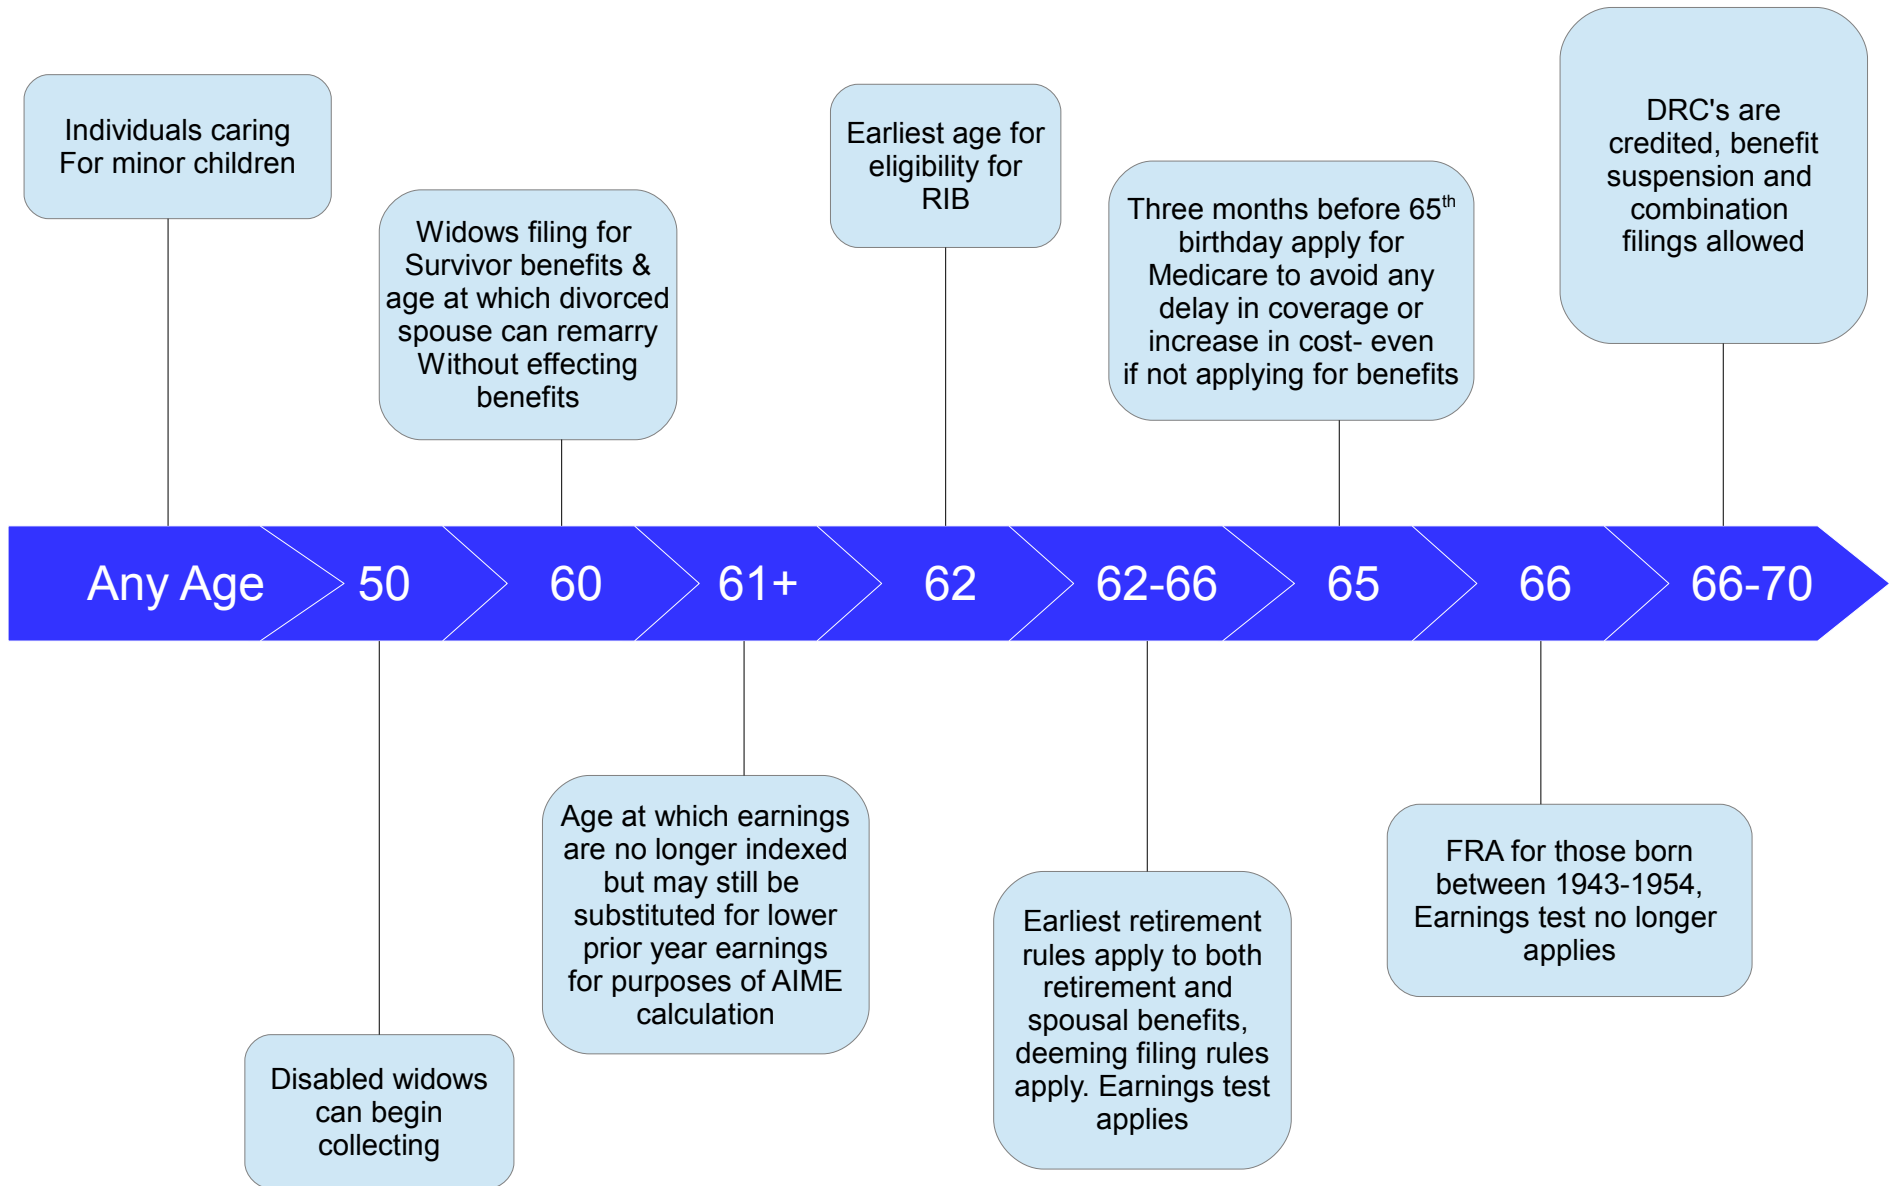 Individuals caring
For minor children
Widows filing for
Survivor benefits &
age at which divorced
spouse can remarry
Without effecting
benefits
Earliest age for
eligibility for
RIB
Three months before 65th
birthday apply for
Medicare to avoid any
delay in coverage or
increase in cost- even
if not applying for benefits
DRC's are
credited, benefit
suspension and
combination
filings allowed
Any Age
50
60
61+
62
62-66
65
66
66-70
Disabled widows
can begin
collecting
Age at which earnings
are no longer indexed
but may still be
substituted for lower
prior year earnings
for purposes of AIME
calculation
Earliest retirement
rules apply to both
retirement and
spousal benefits,
deeming filing rules
apply. Earnings test
applies
FRA for those born
between 1943-1954,
Earnings test no longer
applies